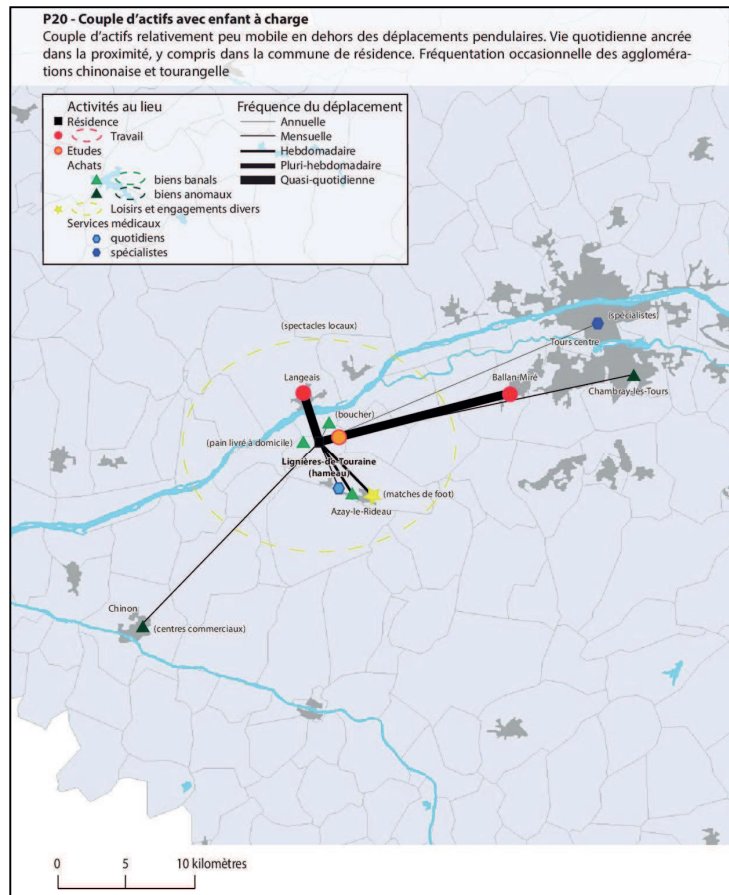 P20 - Couple d'actifs avec enfant à charge
Couple d'actifs relativement peu mobile en dehors des déplacements pendulaires. Vie quotidienne ancrée
dans la proximité, y compris dans la commune de résidence. Fréquentation occasionnelle des aggloméra-
tions chinonaise et tourangelle
Activités au lieu
Résidence
Travail
Etudes
Achats
biens banals
biens anomaux
Loisirs et engagements divers
Services médicaux
quotidiens
spécialistes
Fréquence du déplacement
Annuelle
Mensuelle
Hebdomadaire
Pluri-hebdomadaire
Quasi-quotidienne
(spécialistes)
(spectacles locaux)
Tours centre
Langeais
Ballan-Miré
Chambray-les-Tours
(boucher)
(pain livré à domicile)
Lignières-de-Touraine
(hameau)
(matches de foot)
Azay-le-Rideau
Chinon
(centres commerciaux)
0 5 10 kilomètres